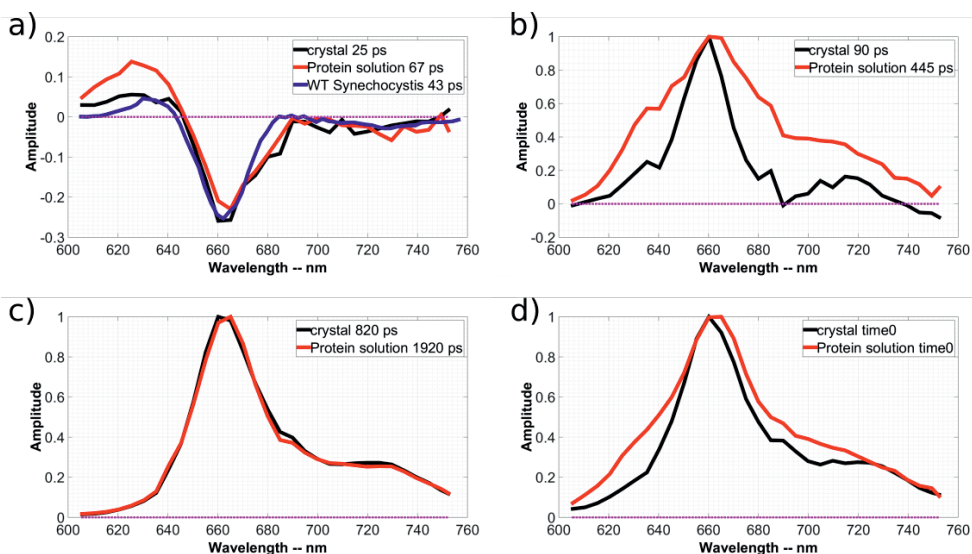 a)
crystal 25 ps
Protein solution 67 ps
WT Synechocystis 43 ps
Amplitude
0.2
0.1
0
-0.1
-0.2
-0.3
600 620 640 660 680 700 720 740 760
Wavelength -- nm
b)
crystal 90 ps
Protein solution 445 ps
Amplitude
1
0.8
0.6
0.4
0.2
0
-0.2
600 620 640 660 680 700 720 740 760
Wavelength -- nm
c)
crystal 820 ps
Protein solution 1920 ps
Amplitude
1
0.8
0.6
0.4
0.2
0
600 620 640 660 680 700 720 740 760
Wavelength -- nm
d)
crystal time0
Protein solution time0
Amplitude
1
0.8
0.6
0.4
0.2
0
600 620 640 660 680 700 720 740 760
Wavelength -- nm